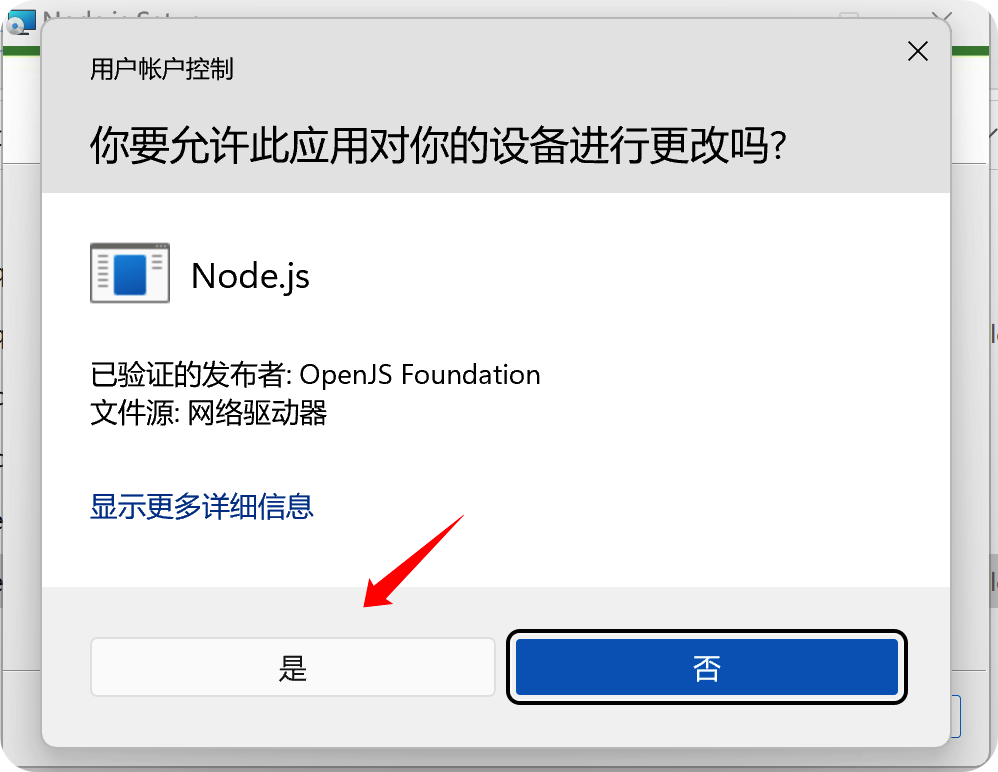 用户帐户控制
你要允许此应用对你的设备进行更改吗?
Node.js
已验证的发布者: OpenJS Foundation
文件源: 网络驱动器
显示更多详细信息
是
否